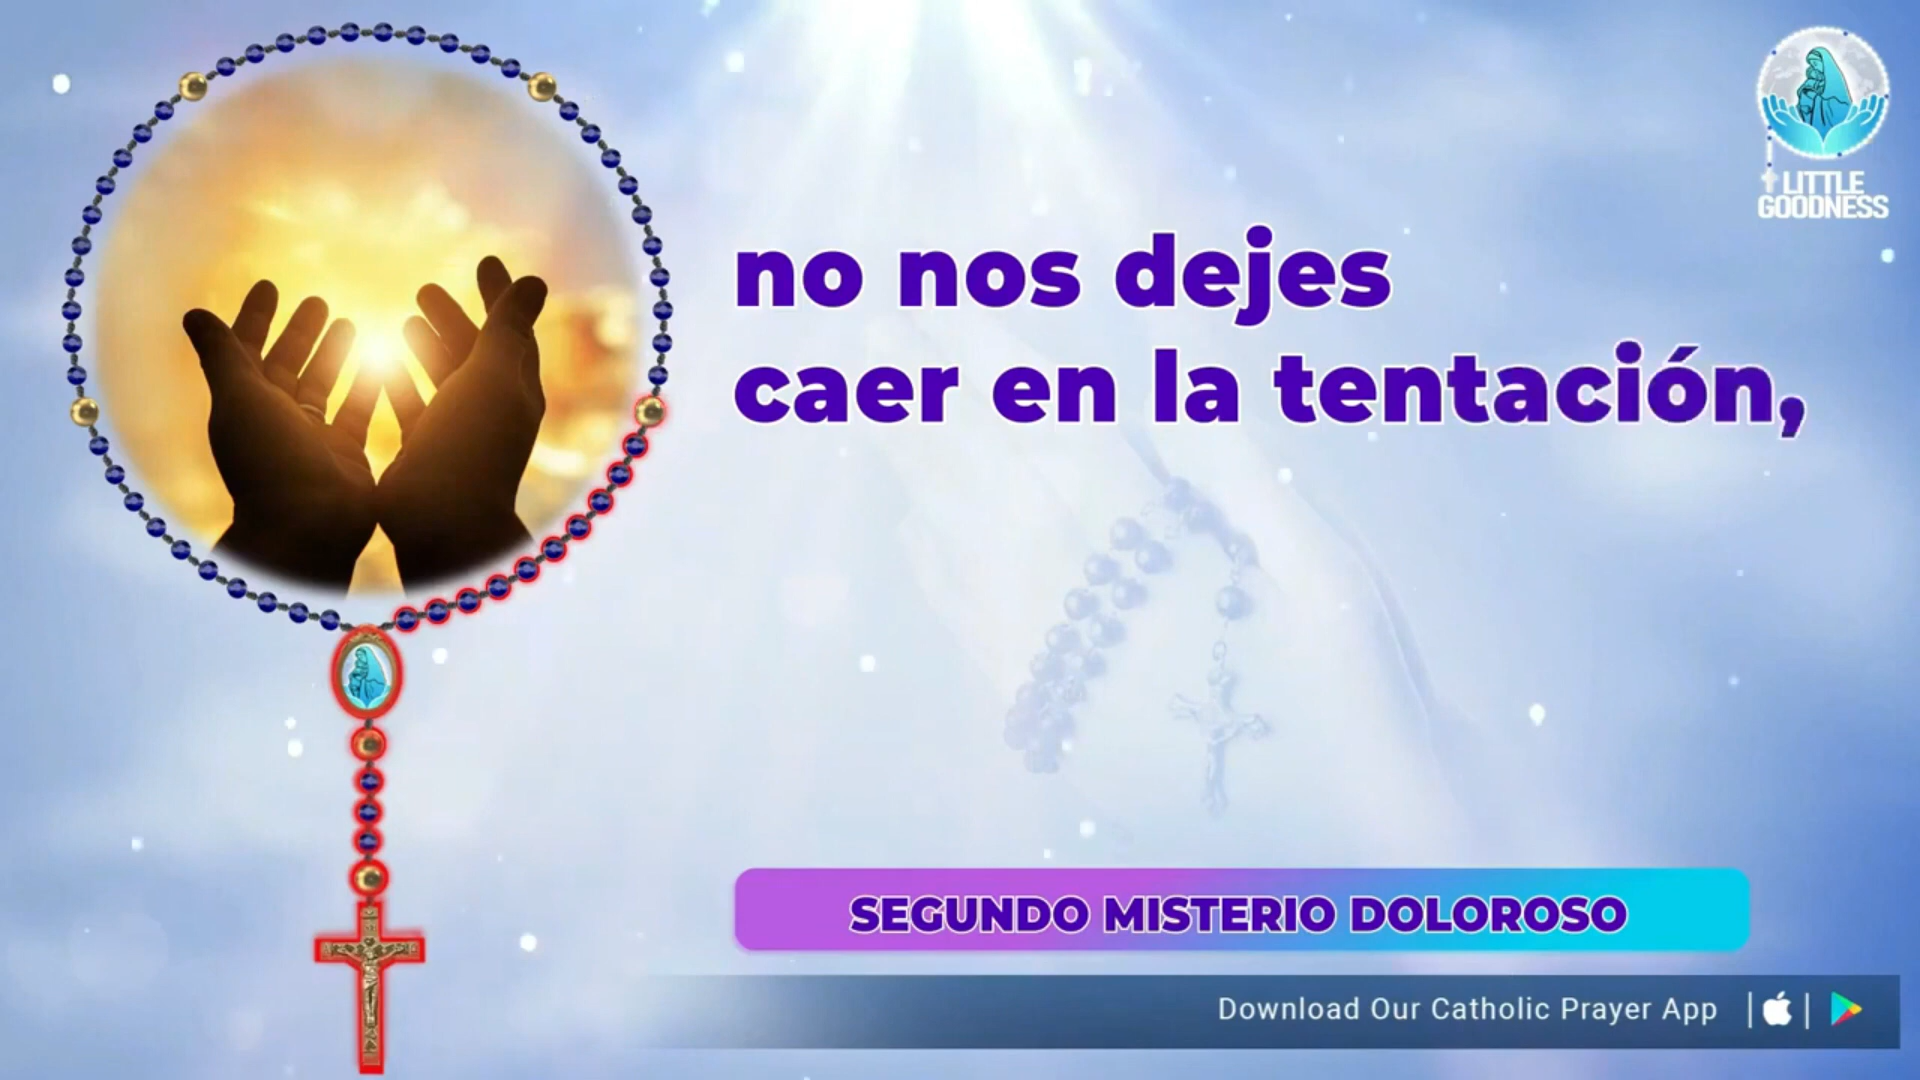 LITTLE
GOODNESS
no nos dejes
caer en la tentación,
SEGUNDO MISTERIO DOLOROSO
Download Our Catholic Prayer App